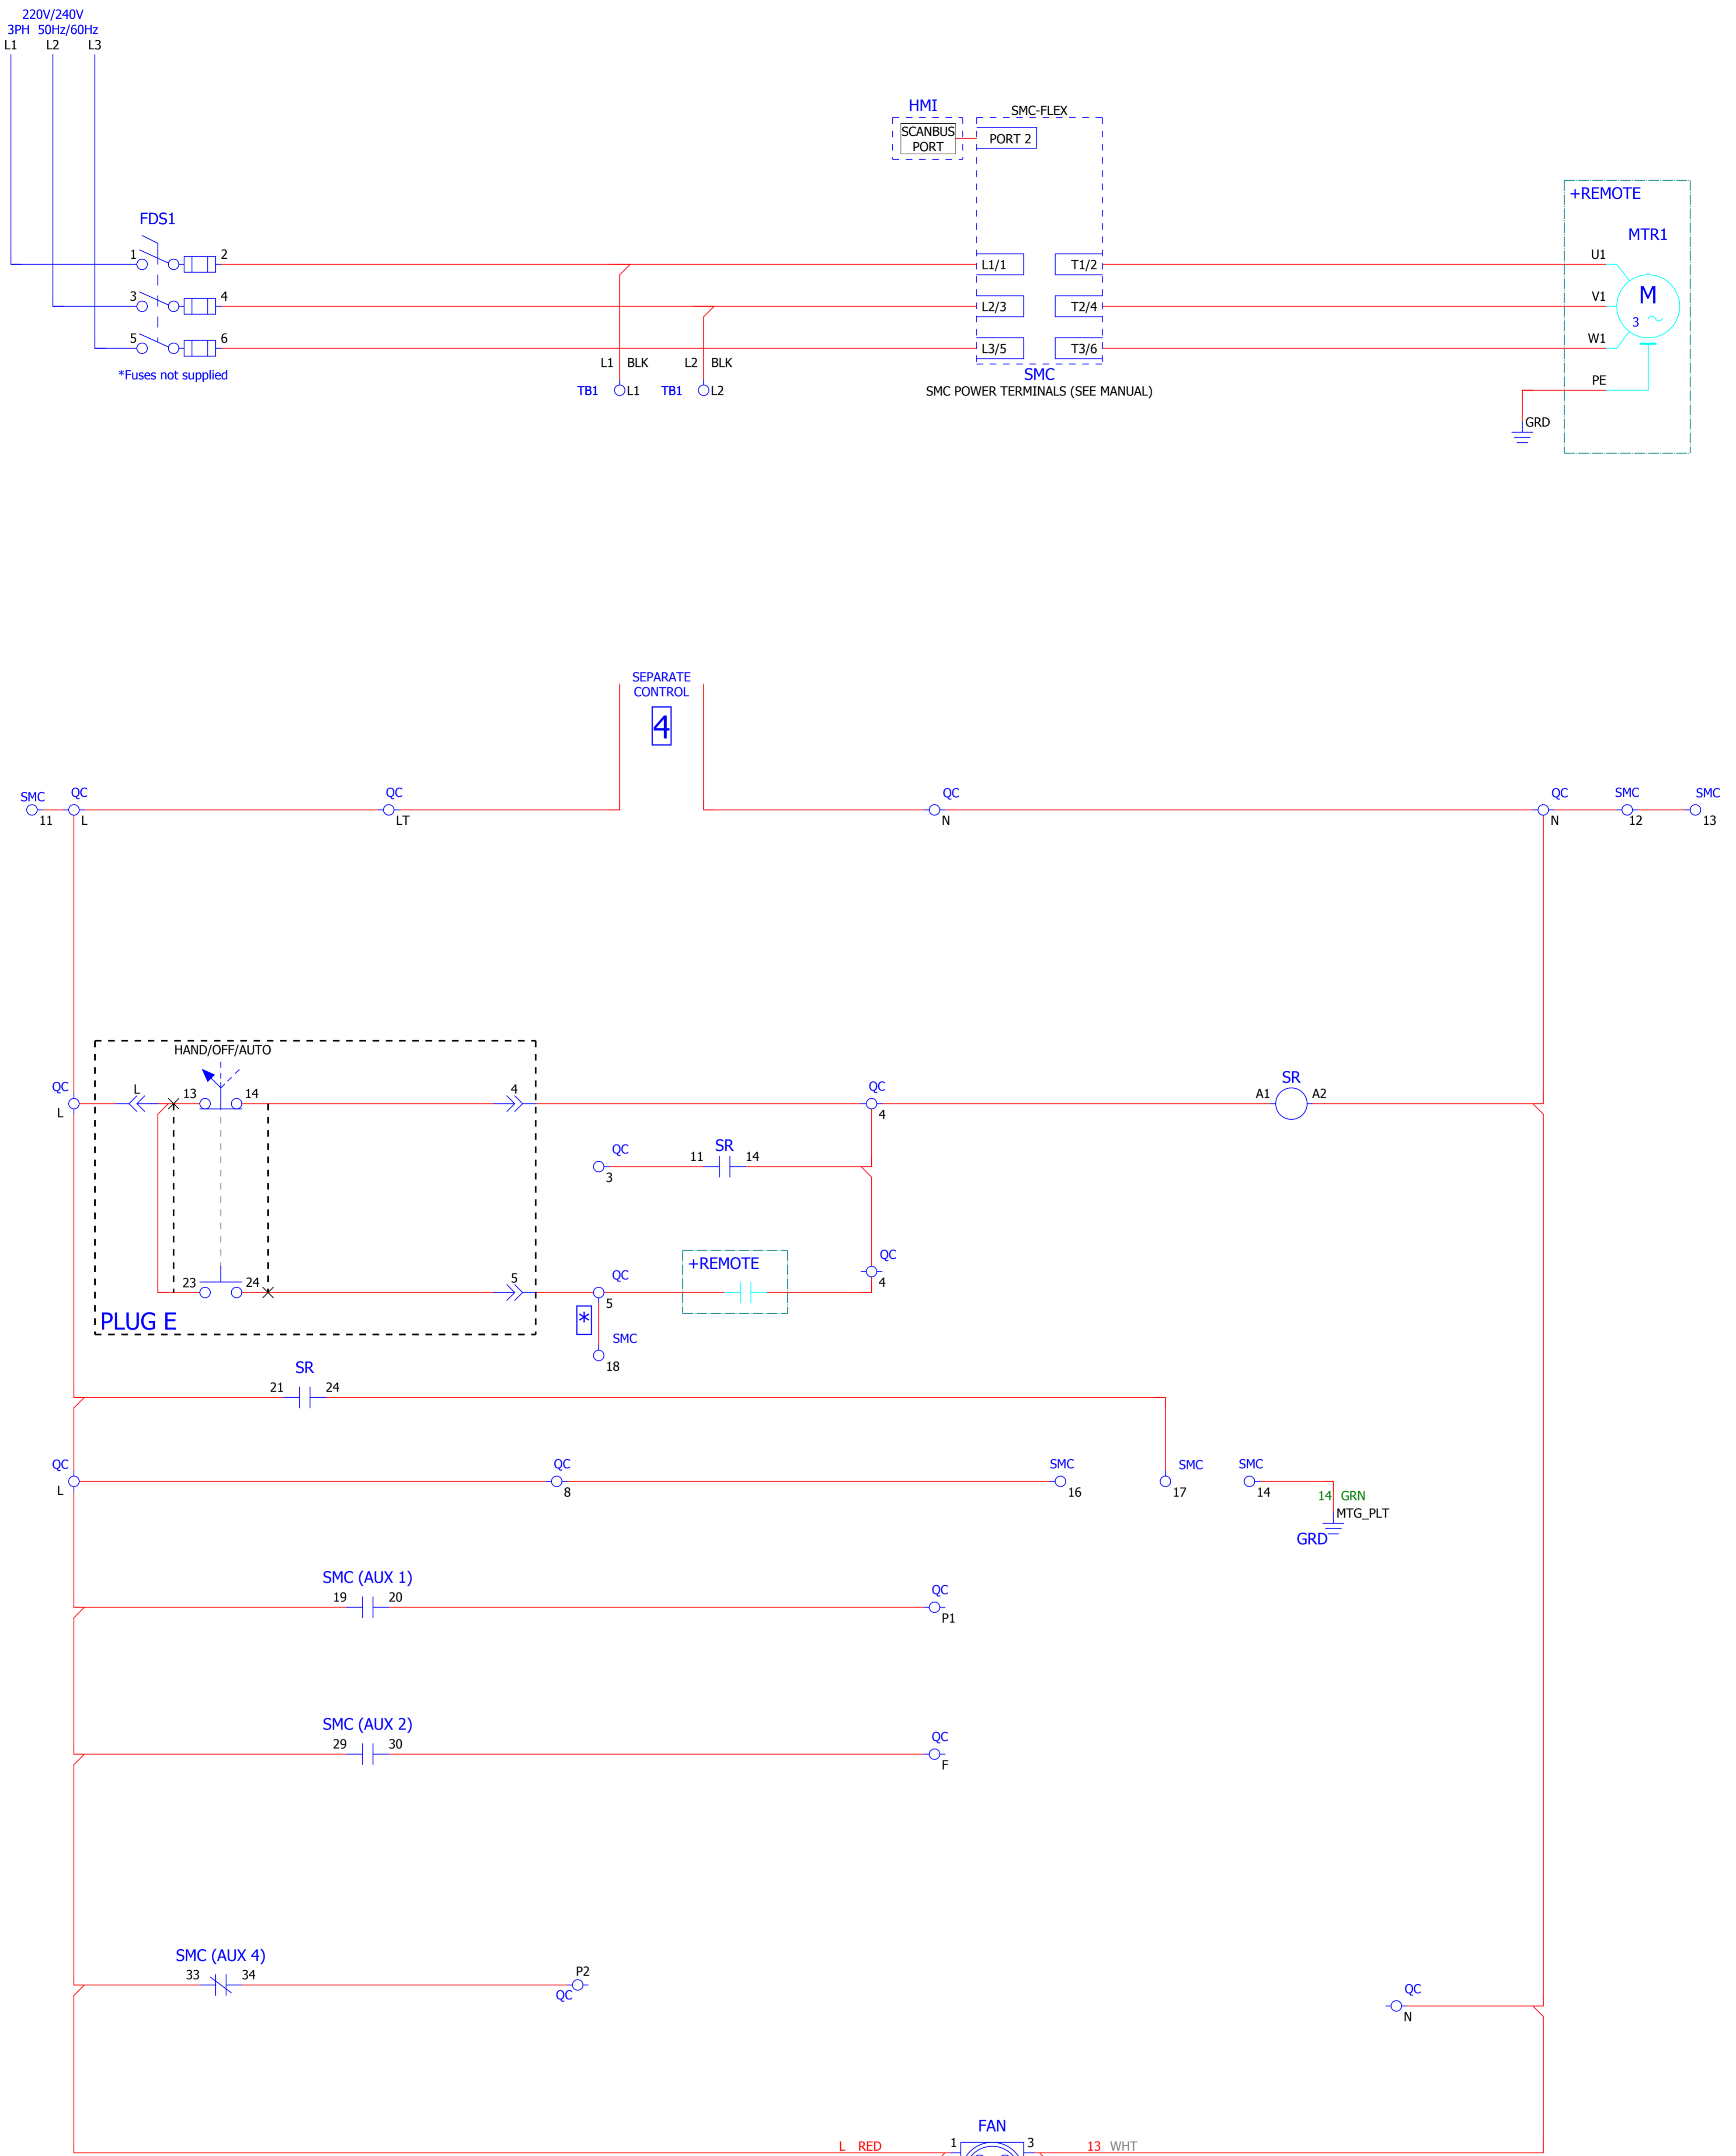 220V/240V
3PH 50Hz/60Hz
L1 L2 L3
HMI
SCANBUS
PORT
SMC-FLEX
PORT 2
+REMOTE
MTR1
FDS1
1 2
3 4
5 6
*Fuses not supplied
L1/1 T1/2
L2/3 T2/4
L3/5 T3/6
U1
V1
W1
PE
M
3
GRD
L1 BLK L2 BLK
TB1 L1 TB1 L2
SMC
SMC POWER TERMINALS (SEE MANUAL)
SEPARATE
CONTROL
4
SMC QC QC QC QC SMC SMC
11 L LT N N 12 13
HAND/OFF/AUTO
QC L 13 14 4 QC SR
L 4 A1 A2
QC SR
3 11 14
+REMOTE QC
4
23 24 5 QC
5
PLUG E
*
SMC
18
SR
21 24
QC QC SMC SMC SMC
L 8 16 17 14
14 GRN
MTG_PLT
GRD
SMC (AUX 1)
19 20 QC
P1
SMC (AUX 2)
29 30 QC
F
SMC (AUX 4)
33 34 P2
QC
QC
N
FAN
L RED 1 3 13 WHT